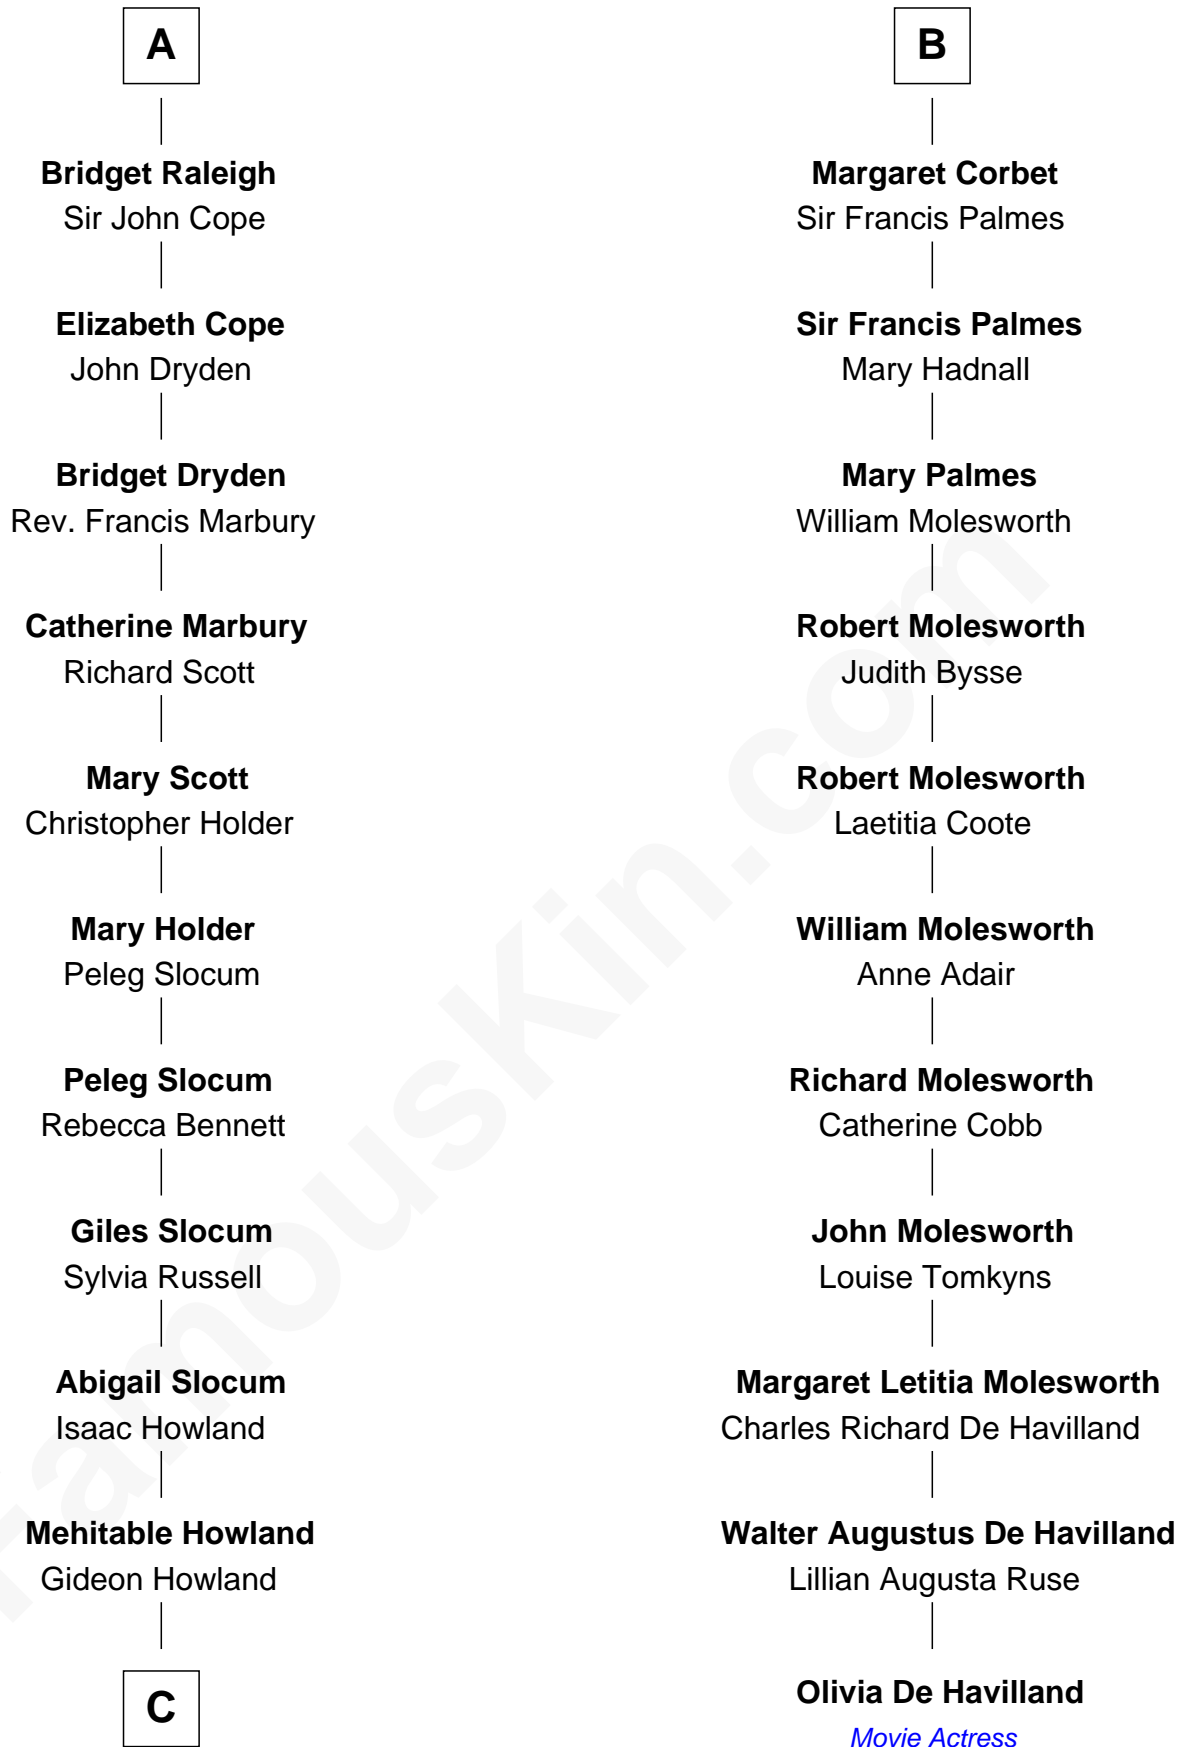 A
Bridget Raleigh
Sir John Cope
Elizabeth Cope
John Dryden
Bridget Dryden
Rev. Francis Marbury
Catherine Marbury
Richard Scott
Mary Scott
Christopher Holder
Mary Holder
Peleg Slocum
Peleg Slocum
Rebecca Bennett
Giles Slocum
Sylvia Russell
Abigail Slocum
Isaac Howland
Mehitable Howland
Gideon Howland
C
B
Margaret Corbet
Sir Francis Palmes
Sir Francis Palmes
Mary Hadnall
Mary Palmes
William Molesworth
Robert Molesworth
Judith Bysse
Robert Molesworth
Laetitia Coote
William Molesworth
Anne Adair
Richard Molesworth
Catherine Cobb
John Molesworth
Louise Tomkyns
Margaret Letitia Molesworth
Charles Richard De Havilland
Walter Augustus De Havilland
Lillian Augusta Ruse
Olivia De Havilland
Movie Actress
FamousKin.com